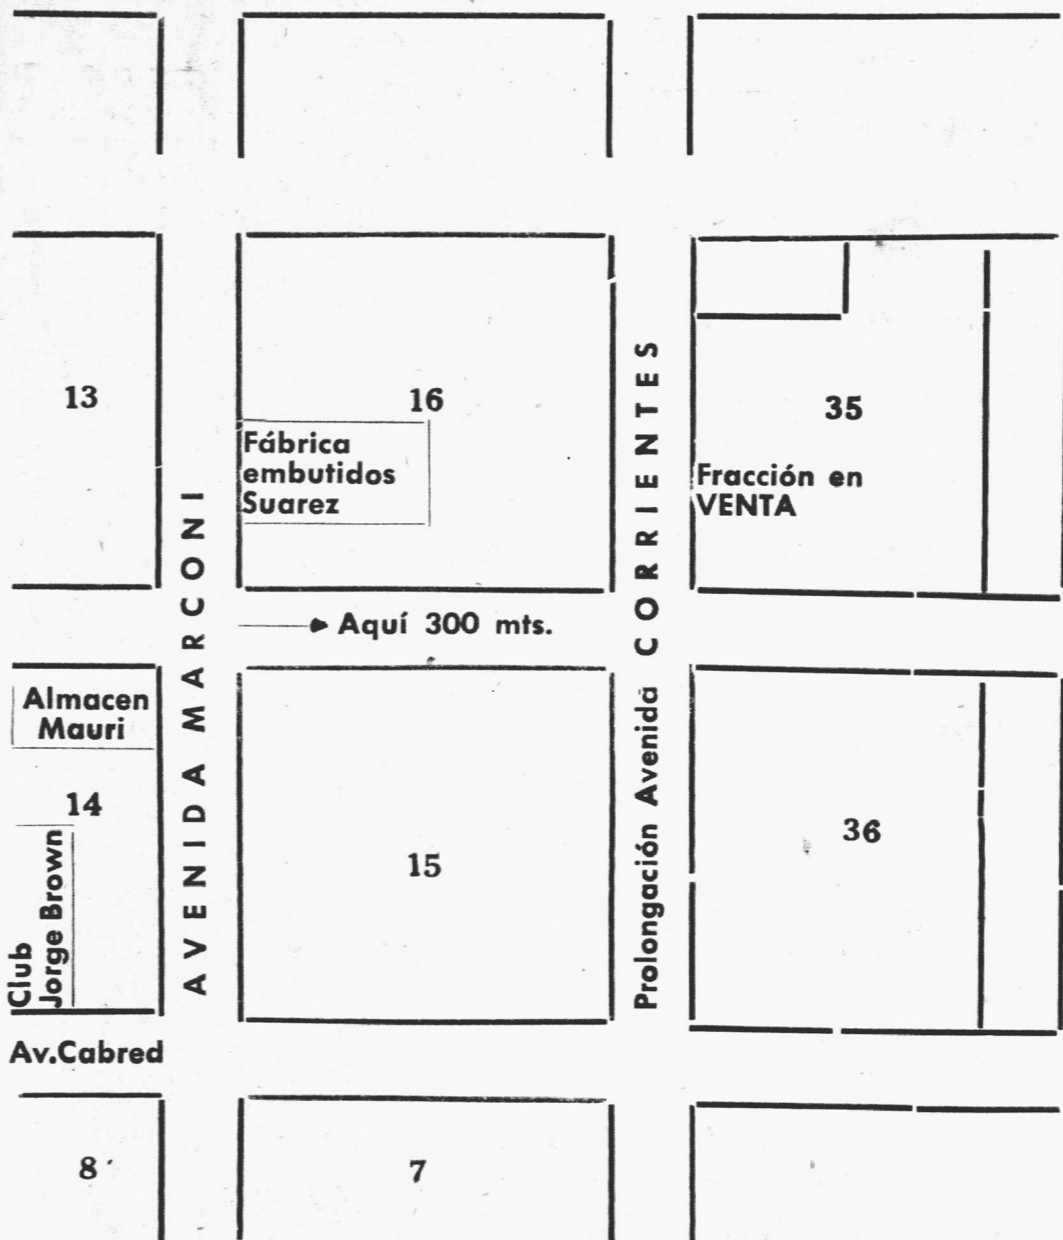 13
16
35
Fábrica
embutidos
Suarez
Fracción en
VENTA
AVENIDA MARCONI
Prolongación Avenida CORRIENTES
Aquí 300 mts.
Almacen
Mauri
14
15
36
Club
Jorge Brown
Av.Cabred
8
7